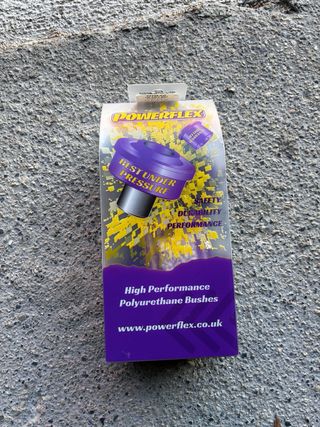 POWERFLEX
BEST UNDER
PRESSURE
SAFETY
DURABILITY
PERFORMANCE
High Performance
Polyurethane Bushes
www.powerflex.co.uk